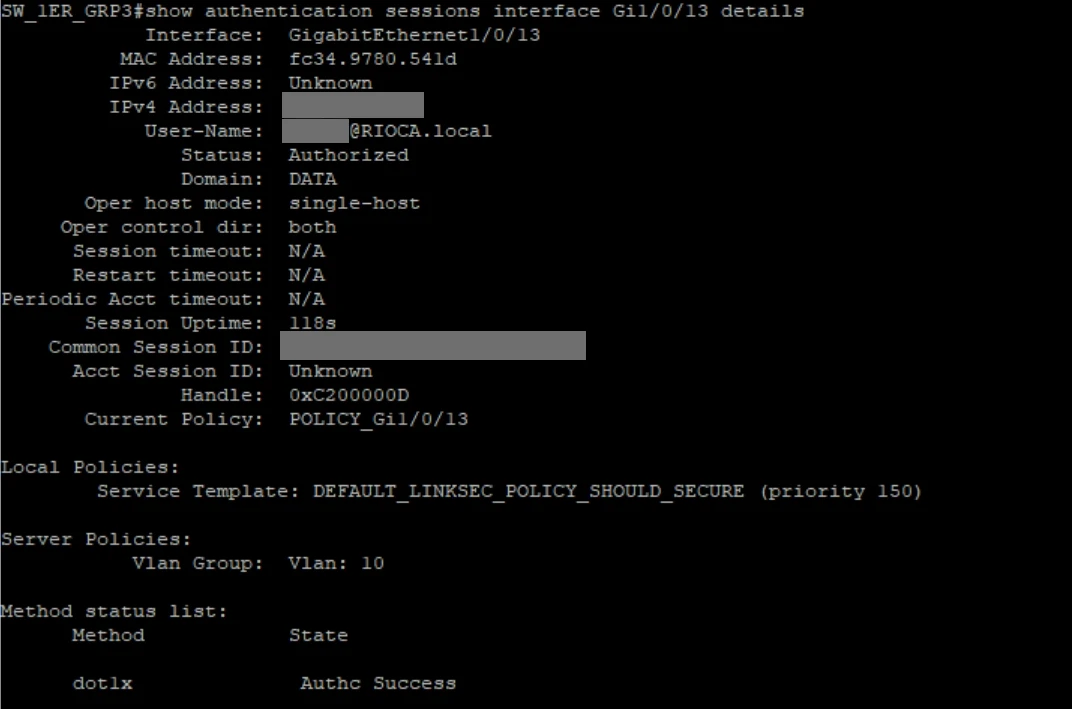 SW_1ER_GRP3#show authentication sessions interface Gi1/0/13 details
Interface: GigabitEthernet1/0/13
MAC Address: fc34.9780.541d
IPv6 Address: Unknown
IPv4 Address:
User-Name: @RIOCA.local
Status: Authorized
Domain: DATA
Oper host mode: single-host
Oper control dir: both
Session timeout: N/A
Restart timeout: N/A
Periodic Acct timeout: N/A
Session Uptime: 118s
Common Session ID:
Acct Session ID: Unknown
Handle: 0xC200000D
Current Policy: POLICY_Gi1/0/13
Local Policies:
Service Template: DEFAULT_LINKSEC_POLICY_SHOULD_SECURE (priority 150)
Server Policies:
Vlan Group: Vlan: 10
Method status list:
Method State
dot1x Authc Success